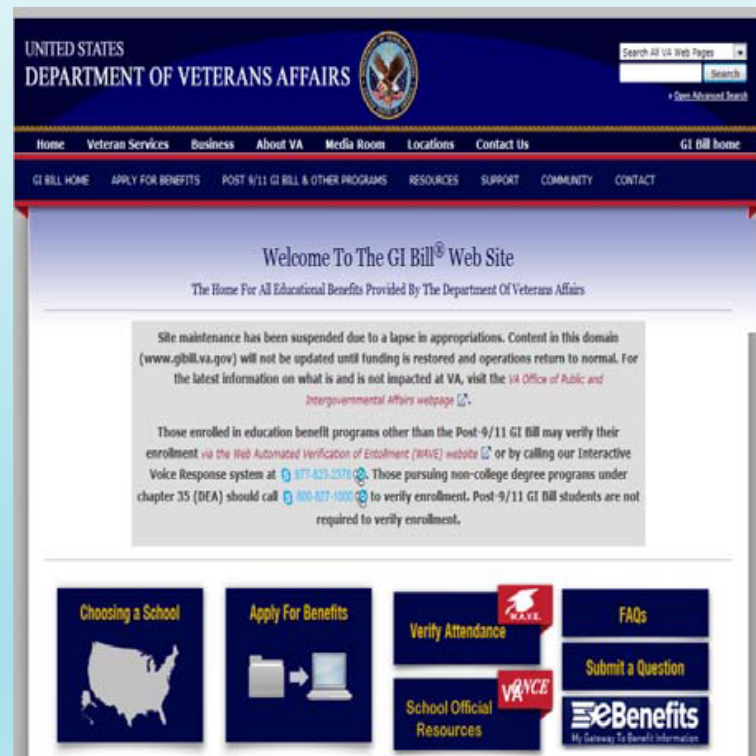 UNITED STATES
DEPARTMENT OF VETERANS AFFAIRS
Search All VA Web Pages
Search
» Open Advanced Search
Home Veteran Services Business About VA Media Room Locations Contact Us GI Bill home
GI BILL HOME APPLY FOR BENEFITS POST 9/11 GI BILL & OTHER PROGRAMS RESOURCES SUPPORT COMMUNITY CONTACT
Welcome To The GI Bill® Web Site
The Home For All Educational Benefits Provided By The Department Of Veterans Affairs
Site maintenance has been suspended due to a lapse in appropriations. Content in this domain
(www.gibill.va.gov) will not be updated until funding is restored and operations return to normal. For
the latest information on what is and is not impacted at VA, visit the VA Office of Public and
Intergovernmental Affairs webpage.
Those enrolled in education benefit programs other than the Post-9/11 GI Bill may verify their
enrollment via the Web Automated Verification of Enrollment (WAVE) website or by calling our Interactive
Voice Response system at 877-823-2378. Those pursuing non-college degree programs under
chapter 35 (DEA) should call 800-827-1000 to verify enrollment. Post-9/11 GI Bill students are not
required to verify enrollment.
Choosing a School
Apply For Benefits
Verify Attendance
W.A.V.E.
School Official
Resources
VA ONCE
FAQs
Submit a Question
eBenefits
My Gateway To Benefit Information